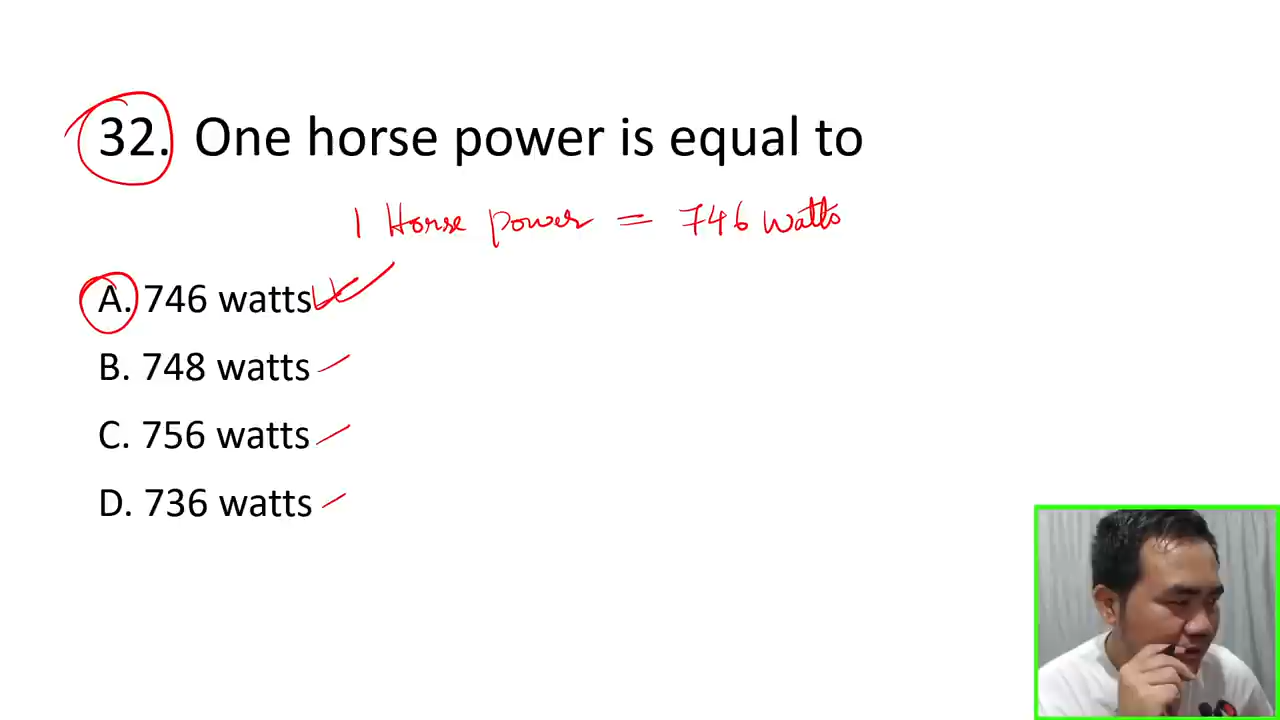 32. One horse power is equal to
1 Horse power = 746 watts
A. 746 watts
B. 748 watts
C. 756 watts
D. 736 watts